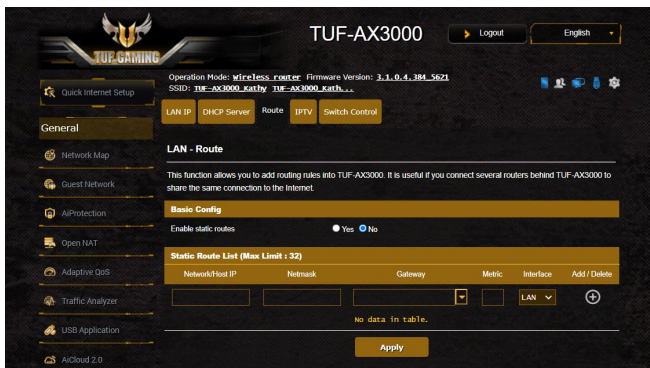 TUF GAMING
TUF-AX3000
Logout
English
Operation Mode: Wireless router Firmware Version: 3.1.0.4.384_5621
SSID: TUF-AX3000_Kathy TUF-AX3000_Kath...
Quick Internet Setup
General
Network Map
Guest Network
AiProtection
Open NAT
Adaptive QoS
Traffic Analyzer
USB Application
AiCloud 2.0
LAN IP DHCP Server Route IPTV Switch Control
LAN - Route
This function allows you to add routing rules into TUF-AX3000. It is useful if you connect several routers behind TUF-AX3000 to
share the same connection to the Internet.
Basic Config
Enable static routes Yes No
Static Route List (Max Limit : 32)
Network/Host IP Netmask Gateway Metric Interface Add / Delete
LAN
No data in table.
Apply